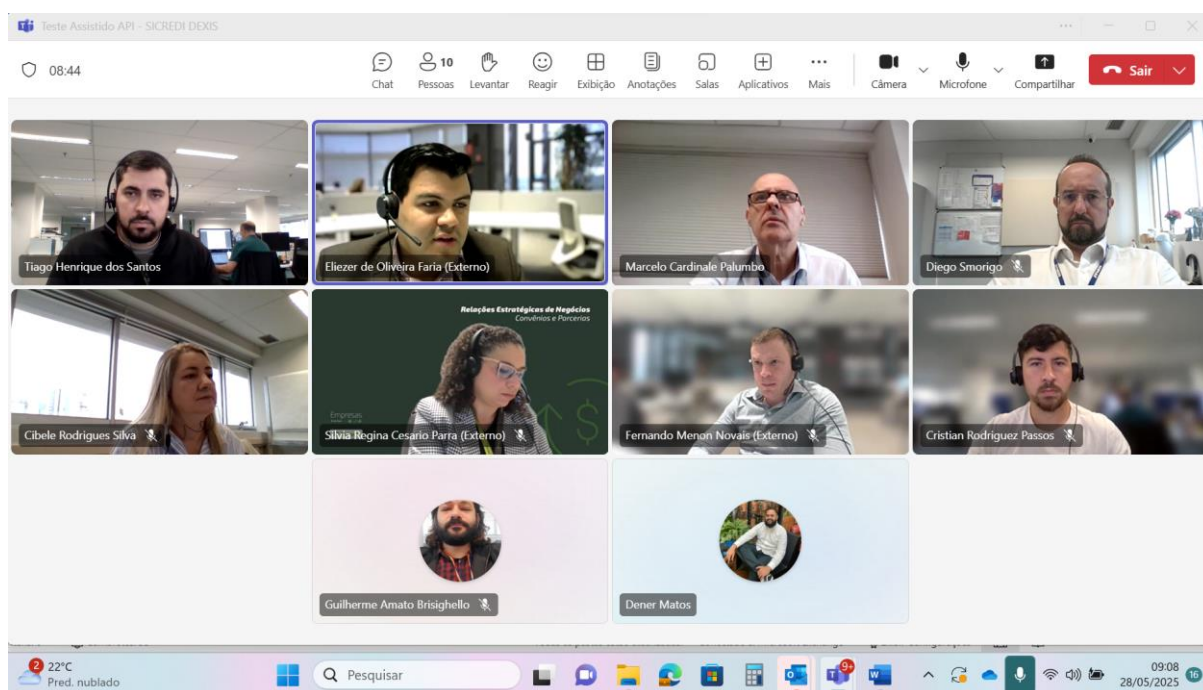 Teste Assistido API - SICREDI DEXIS
08:44
Chat
10
Pessoas
Levantar
Reagir
Exibição
Anotações
Salas
Aplicativos
Mais
Câmera
Microfone
Compartilhar
Sair
Tiago Henrique dos Santos
Eliezer de Oliveira Faria (Externo)
Marcelo Cardinale Palumbo
Diego Smorigo
Relações Estratégicas de Negócios
Convênios e Parcerias
Empresas
Cibele Rodrigues Silva
Silvia Regina Cesario Parra (Externo)
Fernando Menon Novais (Externo)
Cristian Rodriguez Passos
Guilherme Amato Brisighello
Dener Matos
2
22°C
Pred. nublado
Pesquisar
9+
09:08
28/05/2025